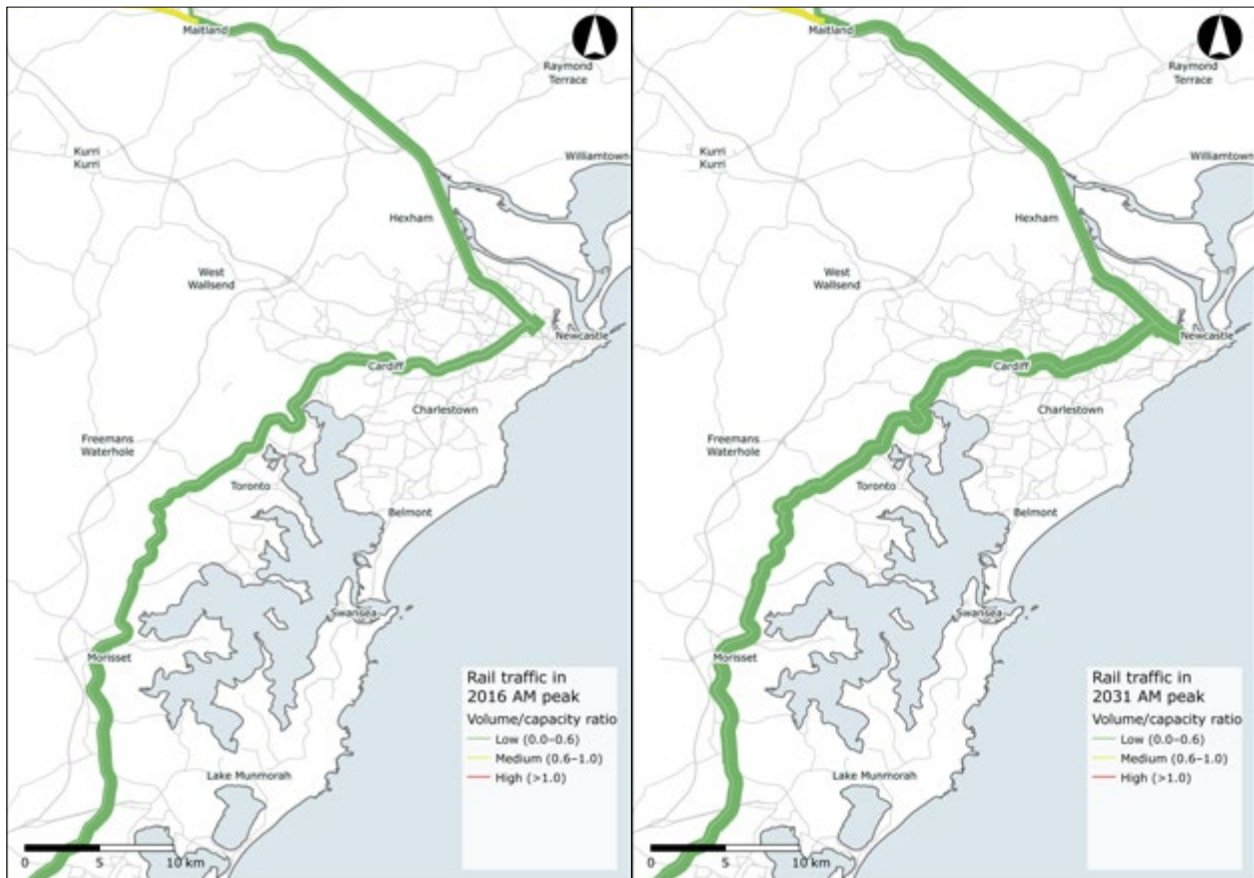 Maitland
Raymond
Terrace
Kurri
Kurri
Williamtown
Hexham
West
Wallsend
Newcastle
Cardiff
Charlestown
Freemans
Waterhole
Toronto
Belmont
Swansea
Morisset
Rail traffic in
2016 AM peak
Volume/capacity ratio
Low (0.0–0.6)
Medium (0.6–1.0)
High (>1.0)
Lake Munmorah
0 5 10 km
Maitland
Raymond
Terrace
Kurri
Kurri
Williamtown
Hexham
West
Wallsend
Newcastle
Cardiff
Charlestown
Freemans
Waterhole
Toronto
Belmont
Swansea
Morisset
Rail traffic in
2031 AM peak
Volume/capacity ratio
Low (0.0–0.6)
Medium (0.6–1.0)
High (>1.0)
Lake Munmorah
0 5 10 km